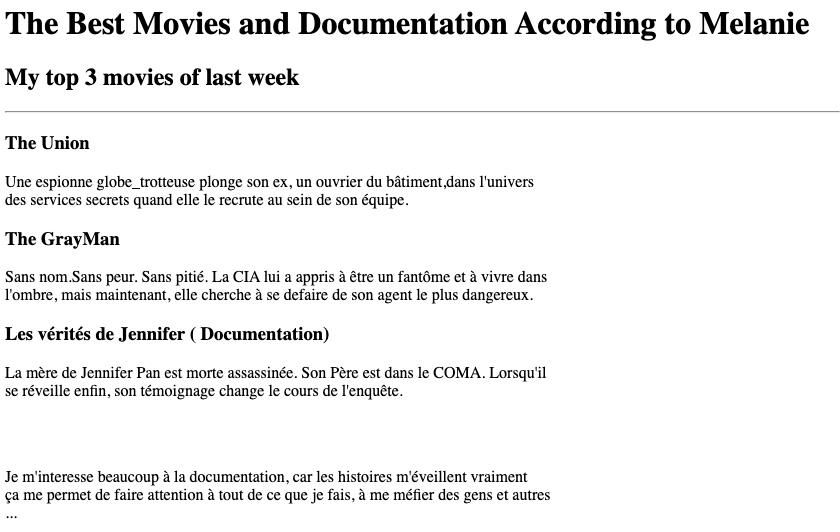 The Best Movies and Documentation According to Melanie
My top 3 movies of last week
The Union
Une espionne globe_trotteuse plonge son ex, un ouvrier du bâtiment,dans l'univers
des services secrets quand elle le recrute au sein de son équipe.
The GrayMan
Sans nom.Sans peur. Sans pitié. La CIA lui a appris à être un fantôme et à vivre dans
l'ombre, mais maintenant, elle cherche à se defaire de son agent le plus dangereux.
Les vérités de Jennifer ( Documentation)
La mère de Jennifer Pan est morte assassinée. Son Père est dans le COMA. Lorsqu'il
se réveille enfin, son témoignage change le cours de l'enquête.
Je m'interesse beaucoup à la documentation, car les histoires m'éveillent vraiment
ça me permet de faire attention à tout de ce que je fais, à me méfier des gens et autres
...